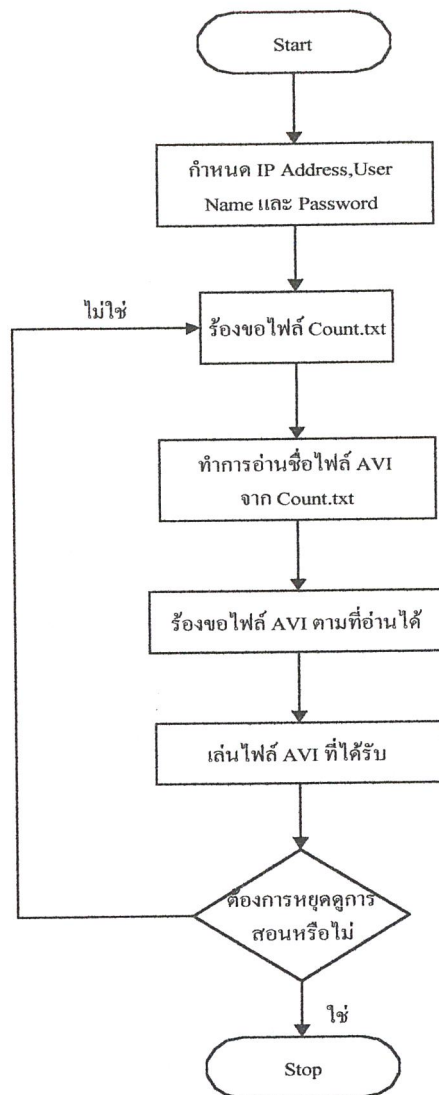 Start
กำหนด IP Address,User
Name และ Password
ไม่ใช่
ร้องขอไฟล์ Count.txt
ทำการอ่านชื่อไฟล์ AVI
จาก Count.txt
ร้องขอไฟล์ AVI ตามที่อ่านได้
เล่นไฟล์ AVI ที่ได้รับ
ต้องการหยุดดูการ
สอนหรือไม่
ใช่
Stop